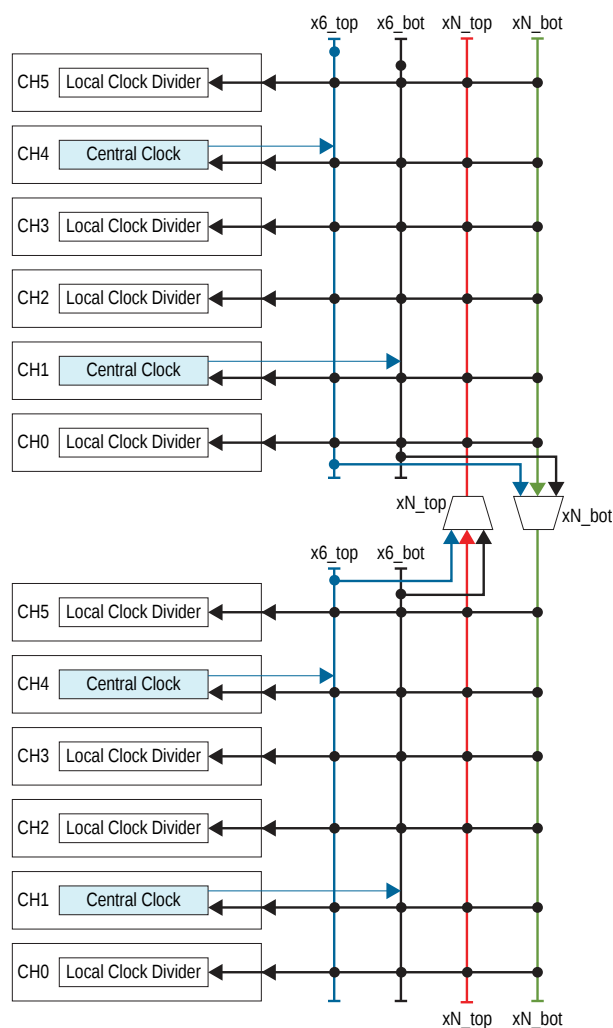 x6_top x6_bot xN_top xN_bot
CH5 Local Clock Divider
CH4 Central Clock
CH3 Local Clock Divider
CH2 Local Clock Divider
CH1 Central Clock
CH0 Local Clock Divider
xN_top
xN_bot
x6_top x6_bot
CH5 Local Clock Divider
CH4 Central Clock
CH3 Local Clock Divider
CH2 Local Clock Divider
CH1 Central Clock
CH0 Local Clock Divider
xN_top xN_bot